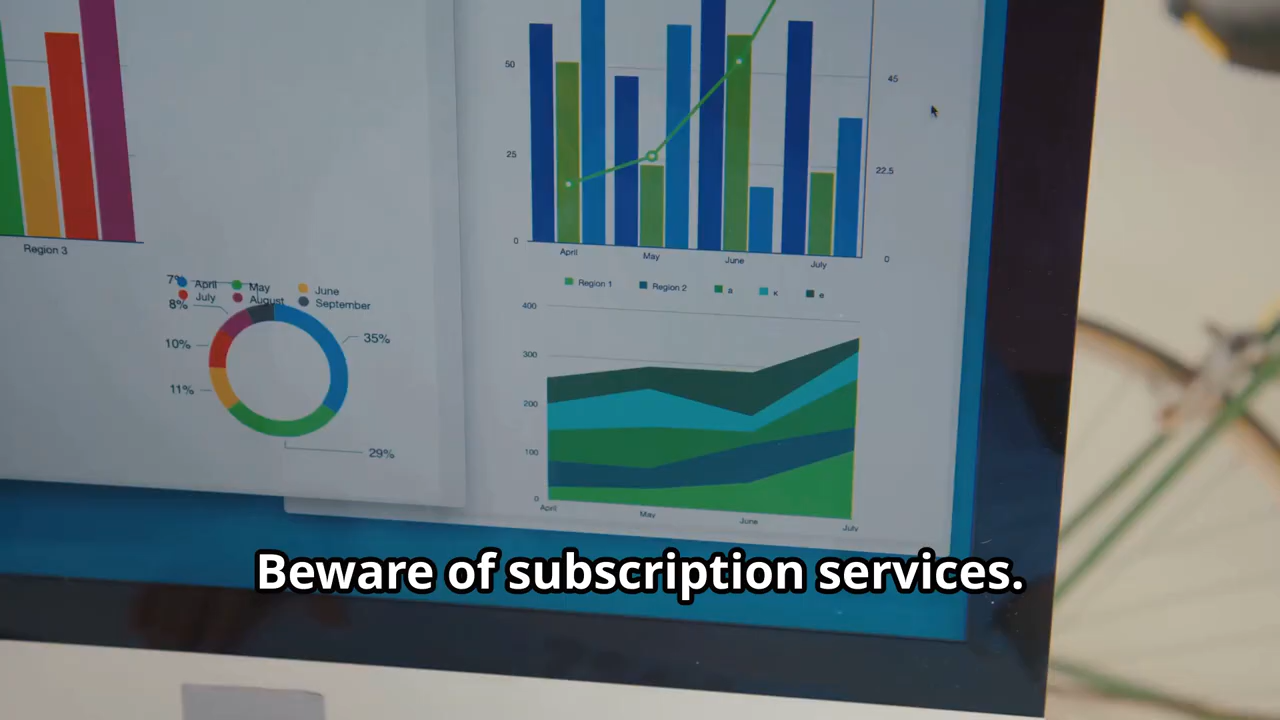 Region 3
7%
April
May
June
July
August
September
8%
35%
10%
11%
29%
50
25
0
45
22.5
0
April
May
June
July
Region 1
Region 2
a
к
e
400
300
200
100
0
April
May
June
July
Beware of subscription services.